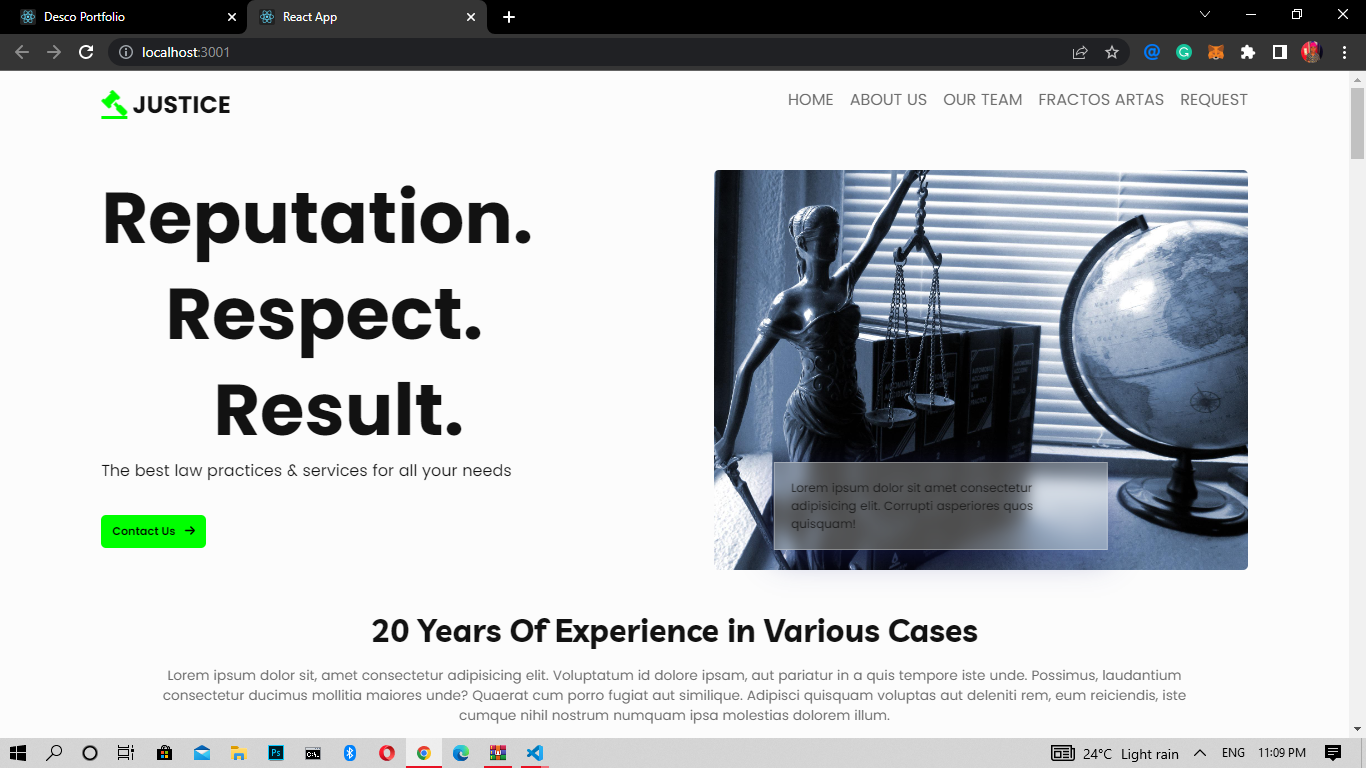 Desco Portfolio
React App
localhost:3001
JUSTICE
HOME ABOUT US OUR TEAM FRACTOS ARTAS REQUEST
Reputation.
Respect.
Result.
The best law practices & services for all your needs
Contact Us
Lorem ipsum dolor sit amet consectetur
adipisicing elit. Corrupti asperiores quos
quisquam!
20 Years Of Experience in Various Cases
Lorem ipsum dolor sit, amet consectetur adipisicing elit. Voluptatum id dolore ipsam, aut pariatur in a quis tempore iste unde. Possimus, laudantium
consectetur ducimus mollitia maiores unde? Quaerat cum porro fugiat aut similique. Adipisci quisquam voluptas aut deleniti rem, eum reiciendis, iste
cumque nihil nostrum numquam ipsa molestias dolorem illum.
24°C Light rain ENG 11:09 PM